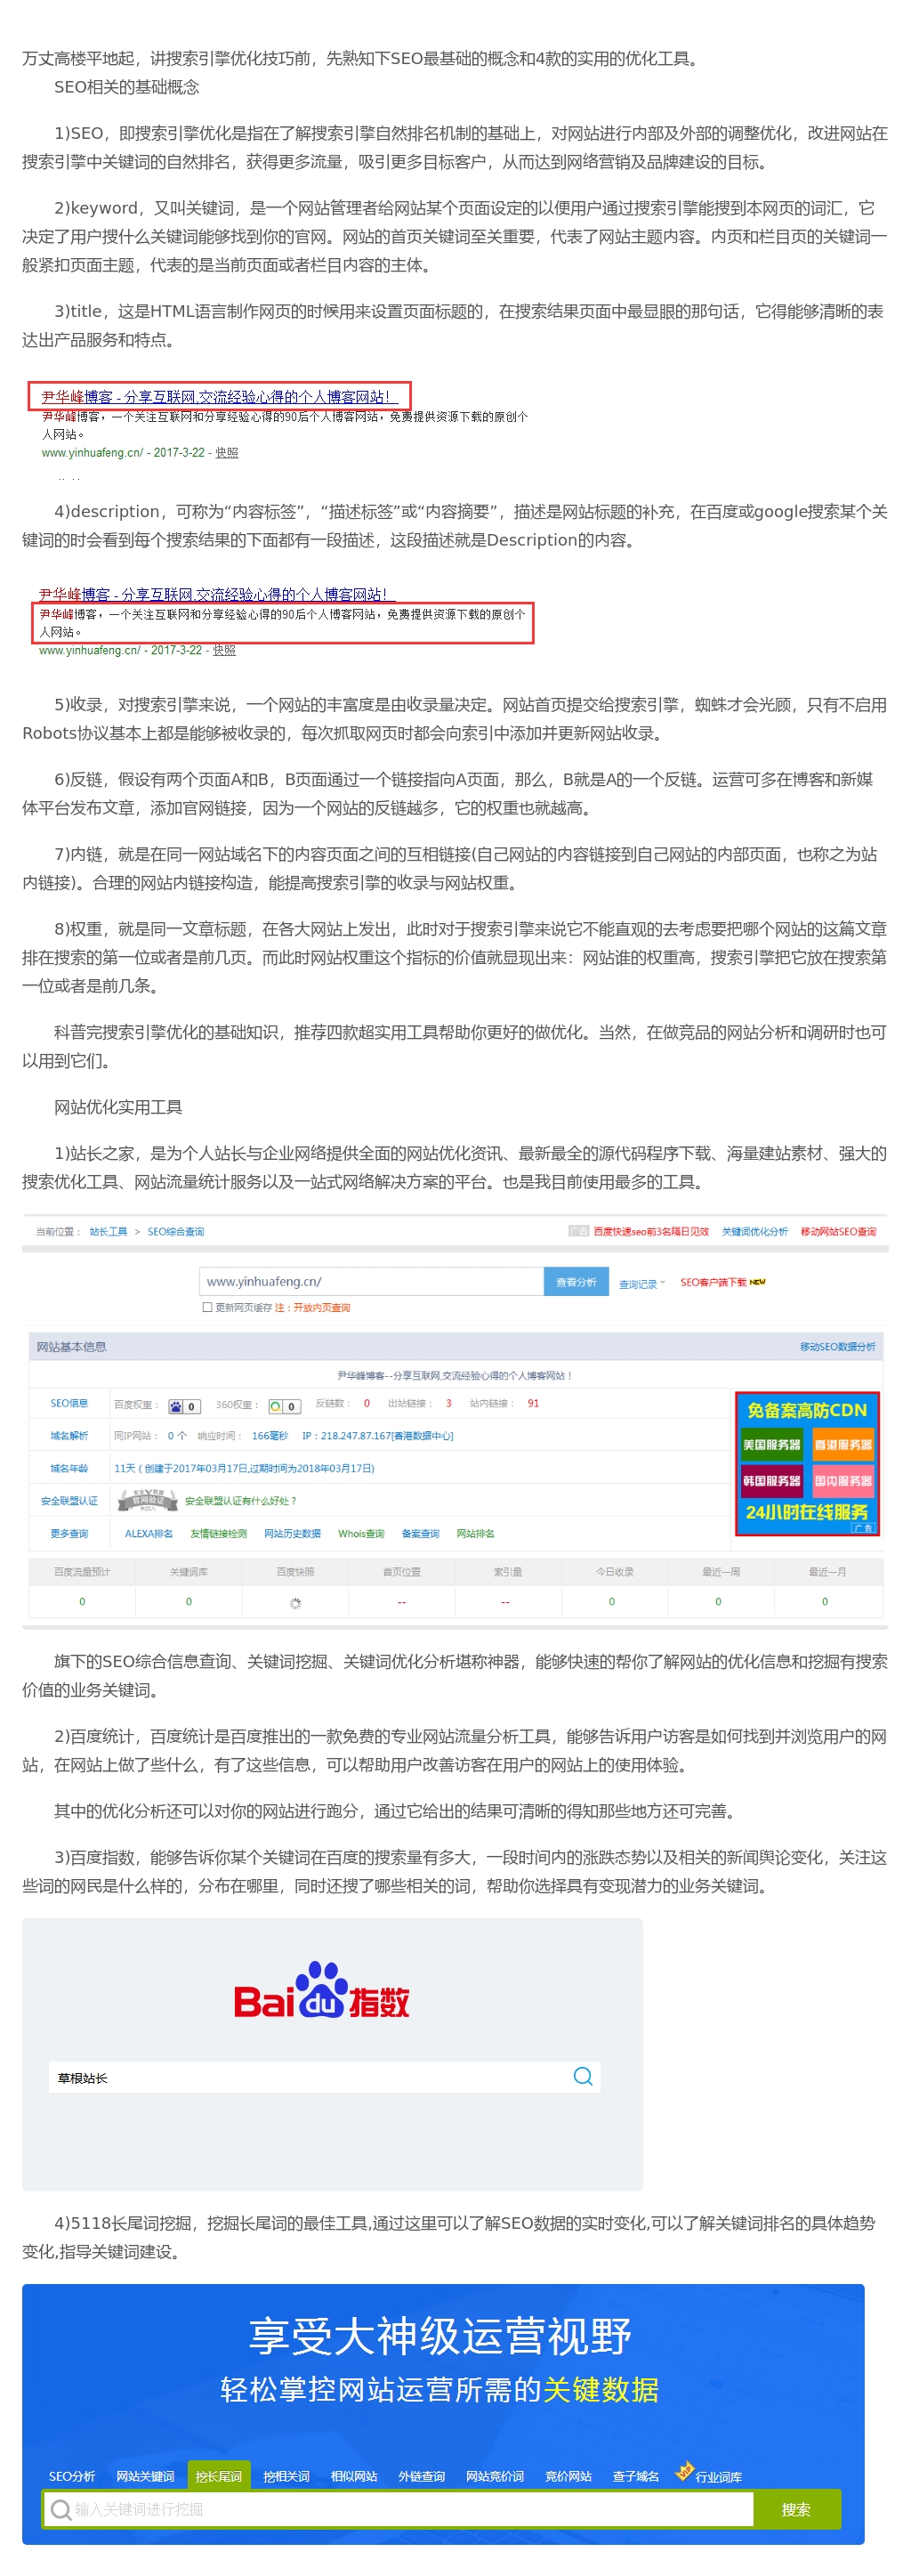 万丈高楼平地起，讲搜索引擎优化技巧前，先熟知下SEO最基础的概念和4款的实用的优化工具。
SEO相关的基础概念
1)SEO，即搜索引擎优化是指在了解搜索引擎自然排名机制的基础上，对网站进行内部及外部的调整优化，改进网站在
搜索引擎中关键词的自然排名，获得更多流量，吸引更多目标客户，从而达到网络营销及品牌建设的目标。
2)keyword，又叫关键词，是一个网站管理者给网站某个页面设定的以便用户通过搜索引擎能搜到本网页的词汇，它
决定了用户搜什么关键词能够找到你的官网。网站的首页关键词至关重要，代表了网站主题内容。内页和栏目页的关键词一
般紧扣页面主题，代表的是当前页面或者栏目内容的主体。
3)title，这是HTML语言制作网页的时候用来设置页面标题的，在搜索结果页面中最显眼的那句话，它得能够清晰的表
达出产品服务和特点。
尹华峰博客 - 分享互联网,交流经验心得的个人博客网站！
尹华峰博客，一个关注互联网和分享经验心得的90后个人博客网站，免费提供资源下载的原创个
人网站。
www.yinhuafeng.cn/ - 2017-3-22 - 快照
4)description，可称为“内容标签”，“描述标签”或“内容摘要”，描述是网站标题的补充，在百度或google搜索某个关
键词的时会看到每个搜索结果的下面都有一段描述，这段描述就是Description的内容。
尹华峰博客 - 分享互联网,交流经验心得的个人博客网站！
尹华峰博客，一个关注互联网和分享经验心得的90后个人博客网站，免费提供资源下载的原创个
人网站。
www.yinhuafeng.cn/ - 2017-3-22 - 快照
5)收录，对搜索引擎来说，一个网站的丰富度是由收录量决定。网站首页提交给搜索引擎，蜘蛛才会光顾，只有不启用
Robots协议基本上都是能够被收录的，每次抓取网页时都会向索引中添加并更新网站收录。
6)反链，假设有两个页面A和B，B页面通过一个链接指向A页面，那么，B就是A的一个反链。运营可多在博客和新媒
体平台发布文章，添加官网链接，因为一个网站的反链越多，它的权重也就越高。
7)内链，就是在同一网站域名下的内容页面之间的互相链接(自己网站的内容链接到自己网站的内部页面，也称之为站
内链接)。合理的网站内链接构造，能提高搜索引擎的收录与网站权重。
8)权重，就是同一文章标题，在各大网站上发出，此时对于搜索引擎来说它不能直观的去考虑要把哪个网站的这篇文章
排在搜索的第一位或者是前几页。而此时网站权重这个指标的价值就显现出来：网站谁的权重高，搜索引擎把它放在搜索第
一位或者是前几条。
科普完搜索引擎优化的基础知识，推荐四款超实用工具帮助你更好的做优化。当然，在做竞品的网站分析和调研时也可
以用到它们。
网站优化实用工具
1)站长之家，是为个人站长与企业网络提供全面的网站优化资讯、最新最全的源代码程序下载、海量建站素材、强大的
搜索优化工具、网站流量统计服务以及一站式网络解决方案的平台。也是我目前使用最多的工具。
当前位置： 站长工具 > SEO综合查询 广告 百度快速seo前3名隔日见效 关键词优化分析 移动网站SEO查询
www.yinhuafeng.cn/ 查看分析 查询记录 SEO客户端下载 NEW
更新网页缓存 注：开放内页查询
网站基本信息 移动SEO数据分析
尹华峰博客--分享互联网,交流经验心得的个人博客网站！
SEO信息 百度权重： 0 360权重： 0 反链数： 0 出站链接： 3 站内链接： 91
域名解析 同IP网站： 0 个 响应时间： 166毫秒 IP：218.247.87.167[香港数据中心]
域名年龄 11天（创建于2017年03月17日,过期时间为2018年03月17日)
安全联盟认证 安全联盟认证有什么好处？
更多查询 ALEXA排名 友情链接检测 网站历史数据 Whois查询 备案查询 网站排名
免备案高防CDN
美国服务器 香港服务器
韩国服务器 国内服务器
24小时在线服务
广告
百度流量预计 关键词库 百度快照 首页位置 索引量 今日收录 最近一周 最近一月
0 0 -- -- 0 0 0
旗下的SEO综合信息查询、关键词挖掘、关键词优化分析堪称神器，能够快速的帮你了解网站的优化信息和挖掘有搜索
价值的业务关键词。
2)百度统计，百度统计是百度推出的一款免费的专业网站流量分析工具，能够告诉用户访客是如何找到并浏览用户的网
站，在网站上做了些什么，有了这些信息，可以帮助用户改善访客在用户的网站上的使用体验。
其中的优化分析还可以对你的网站进行跑分，通过它给出的结果可清晰的得知那些地方还可完善。
3)百度指数，能够告诉你某个关键词在百度的搜索量有多大，一段时间内的涨跌态势以及相关的新闻舆论变化，关注这
些词的网民是什么样的，分布在哪里，同时还搜了哪些相关的词，帮助你选择具有变现潜力的业务关键词。
Bai du 指数
草根站长
4)5118长尾词挖掘，挖掘长尾词的最佳工具,通过这里可以了解SEO数据的实时变化,可以了解关键词排名的具体趋势
变化,指导关键词建设。
享受大神级运营视野
轻松掌控网站运营所需的关键数据
SEO分析 网站关键词 挖长尾词 挖相关词 相似网站 外链查询 网站竞价词 竞价网站 查子域名 行业词库
输入关键词进行挖掘 搜索